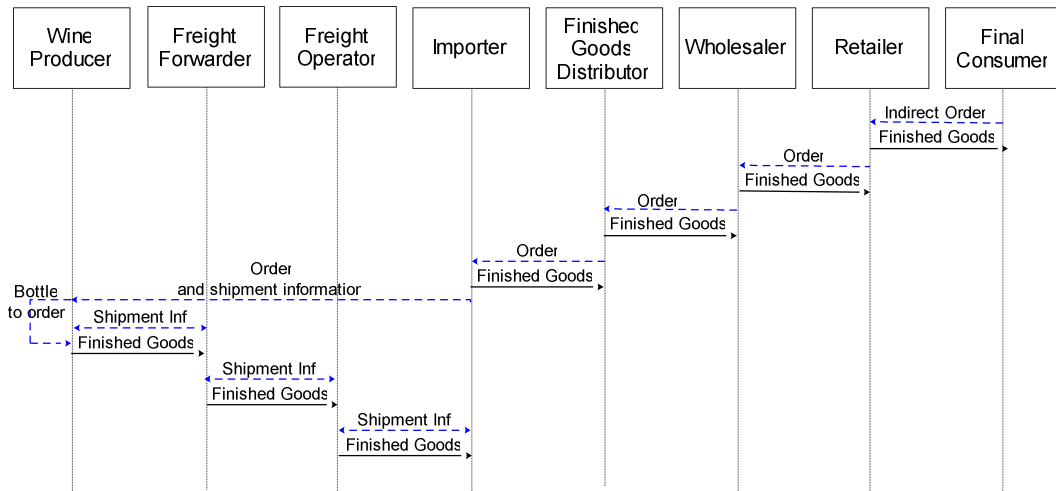 Wine
Producer
Freight
Forwarder
Freight
Operator
Importer
Finished
Goods
Distributor
Wholesaler
Retailer
Final
Consumer
Indirect Order
Finished Goods
Order
Finished Goods
Order
Finished Goods
Order
Finished Goods
Order
and shipment informatior
Bottle
to order
Shipment Inf
Finished Goods
Shipment Inf
Finished Goods
Shipment Inf
Finished Goods